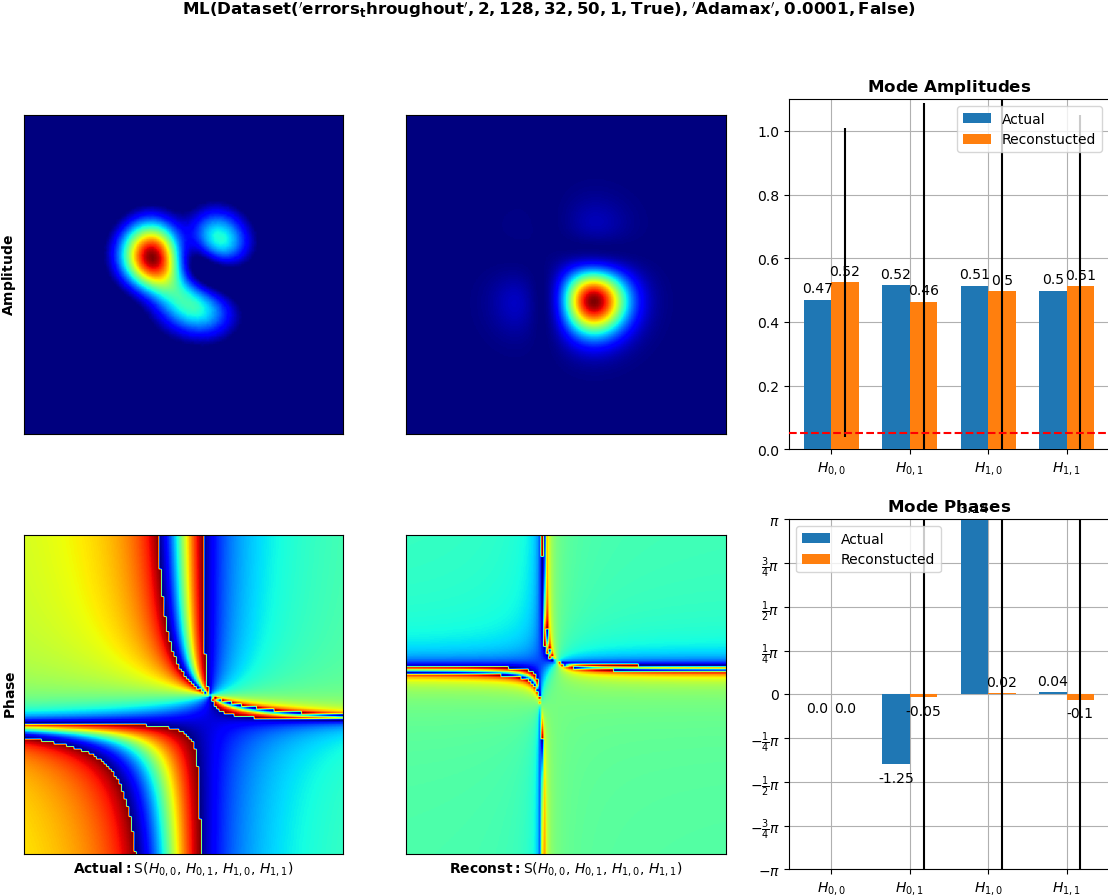 ML(Dataset('errors_throughout', 2, 128, 32, 50, 1, True), 'Adamax', 0.0001, False)
Mode Amplitudes
Actual
Reconstucted
1.0
0.8
0.6
0.4
0.2
0.0
0.47 0.52 0.52 0.46 0.51 0.5 0.5 0.51
H0,0 H0,1 H1,0 H1,1
Amplitude
Mode Phases
Actual
Reconstucted
π
3/4π
1/2π
1/4π
0
−1/4π
−1/2π
−3/4π
−π
0.0 0.0 -1.25 -0.05 3.14 0.02 0.04 -0.1
H0,0 H0,1 H1,0 H1,1
Phase
Actual: S(H0,0, H0,1, H1,0, H1,1)
Reconst: S(H0,0, H0,1, H1,0, H1,1)